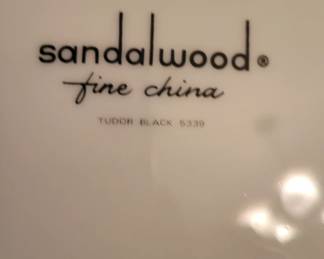 sandalwood®
fine china
TUDOR BLACK 5339